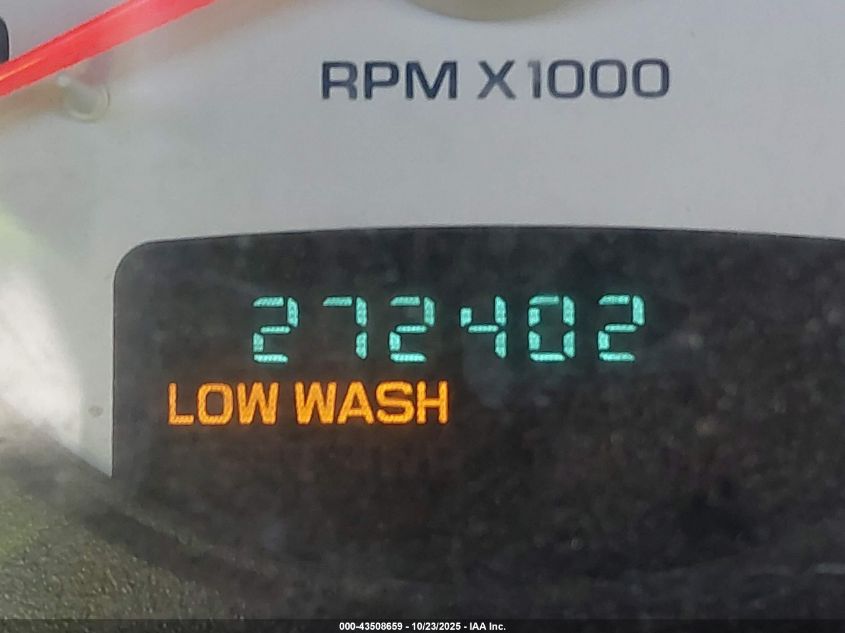 RPM X1000
272402
LOW WASH
000-43508659 - 10/23/2025 - IAA Inc.